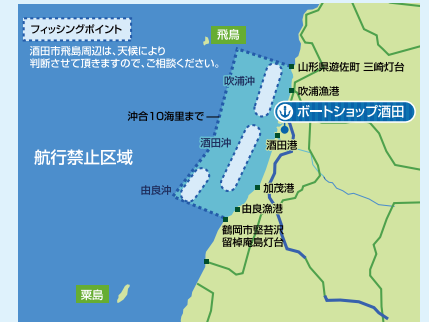 飛島
フィッシングポイント
酒田市飛島周辺は、天候により
判断させて頂きますので、ご相談ください。
山形県遊佐町 三崎灯台
吹浦沖
吹浦漁港
沖合10海里まで
ボートショップ酒田
酒田沖
酒田港
航行禁止区域
由良沖
加茂港
由良漁港
鶴岡市堅苔沢
留棹庵島灯台
粟島